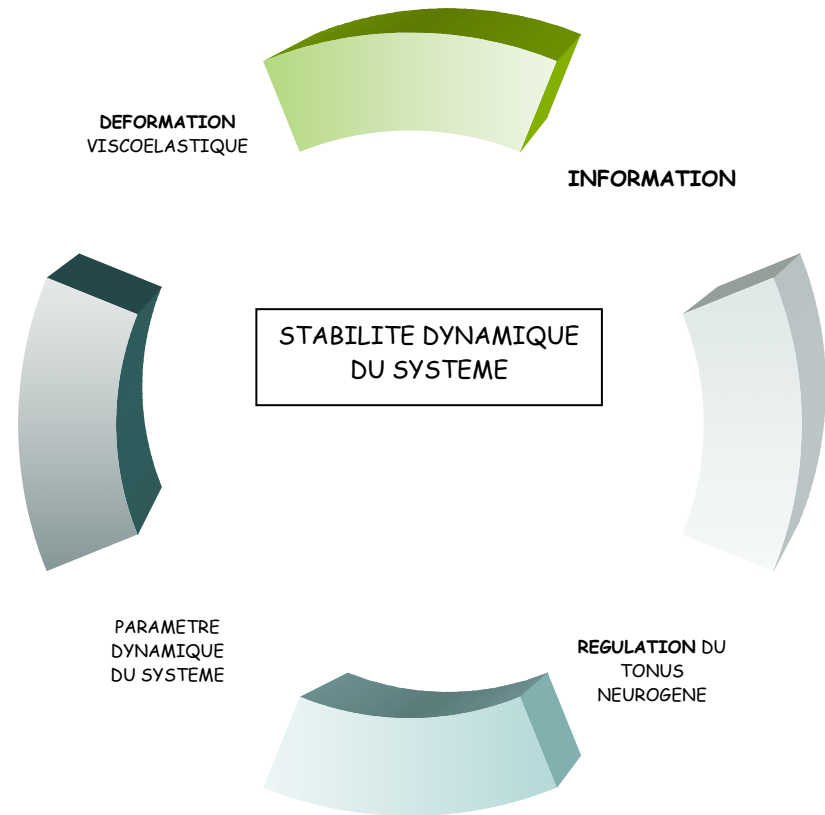 DEFORMATION
VISCOELASTIQUE
INFORMATION
STABILITE DYNAMIQUE
DU SYSTEME
PARAMETRE
DYNAMIQUE
DU SYSTEME
REGULATION DU
TONUS
NEUROGENE